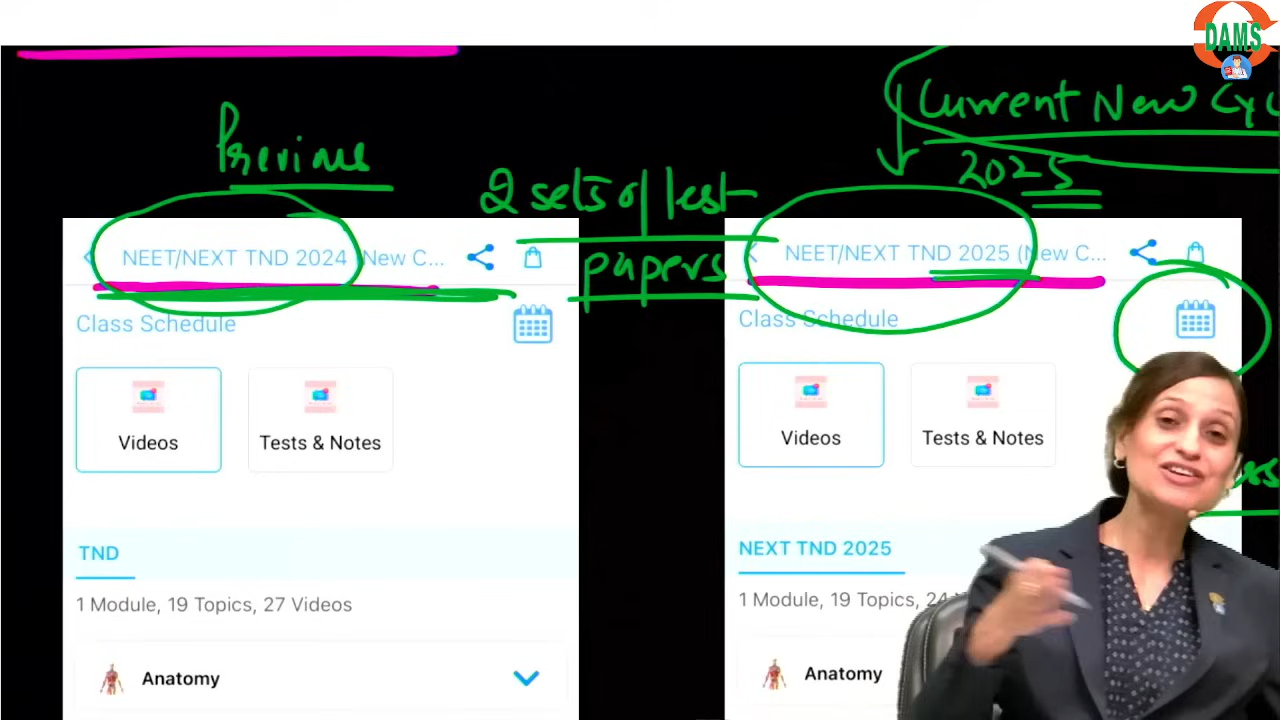 DAMS
Current New
2025
Previous
2 sets of test
papers
NEET/NEXT TND 2024 (New C...
Class Schedule
Videos
Tests & Notes
TND
1 Module, 19 Topics, 27 Videos
Anatomy
NEET/NEXT TND 2025 (New C...
Class Schedule
Videos
Tests & Notes
NEXT TND 2025
1 Module, 19 Topics, 24
Anatomy